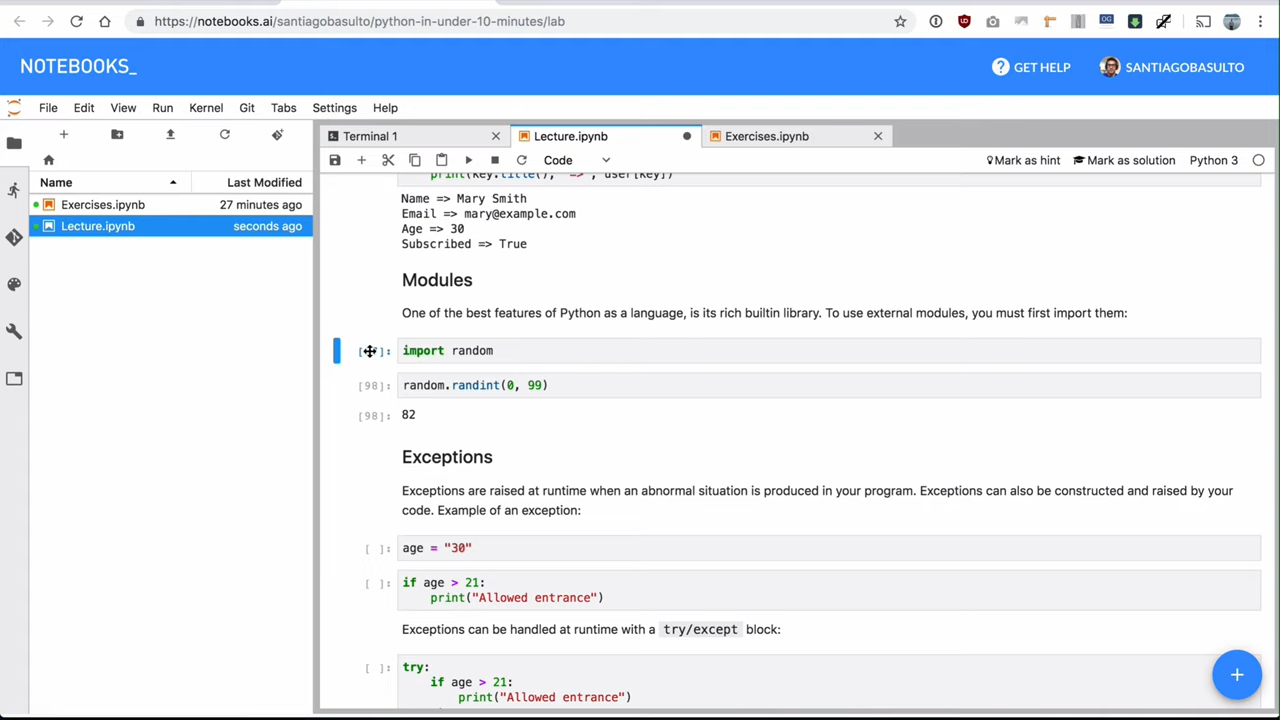 https://notebooks.ai/santiagobasulto/python-in-under-10-minutes/lab
NOTEBOOKS_
GET HELP
SANTIAGOBASULTO
File Edit View Run Kernel Git Tabs Settings Help
Terminal 1
Lecture.ipynb
Exercises.ipynb
Code
Mark as hint
Mark as solution
Python 3
Name
Last Modified
Exercises.ipynb 27 minutes ago
Lecture.ipynb seconds ago
print(key.title(), "=>", user[key])
Name => Mary Smith
Email => mary@example.com
Age => 30
Subscribed => True
Modules
One of the best features of Python as a language, is its rich builtin library. To use external modules, you must first import them:
import random
[98]: random.randint(0, 99)
[98]: 82
Exceptions
Exceptions are raised at runtime when an abnormal situation is produced in your program. Exceptions can also be constructed and raised by your
code. Example of an exception:
[ ]: age = "30"
[ ]: if age > 21:
print("Allowed entrance")
Exceptions can be handled at runtime with a try/except block:
[ ]: try:
if age > 21:
print("Allowed entrance")